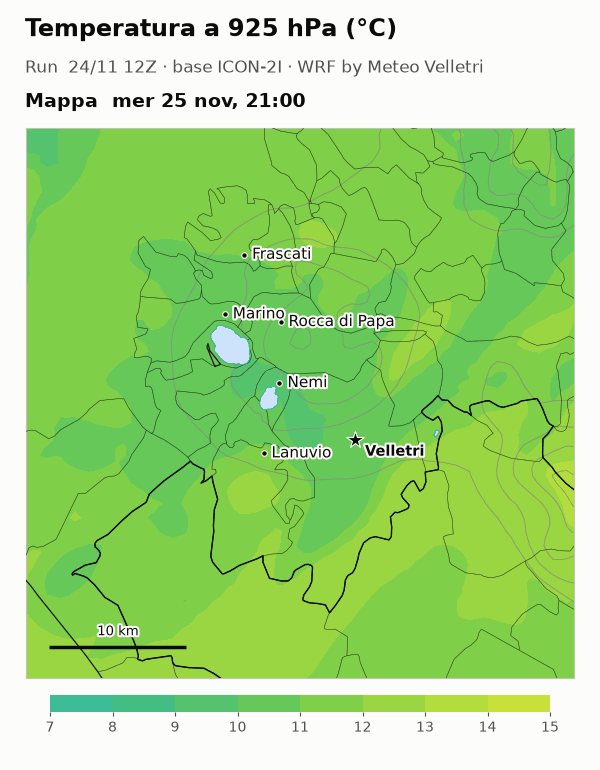 Temperatura a 925 hPa (°C)
Run  24/11 12Z · base ICON-2I · WRF by Meteo Velletri
Mappa  mer 25 nov, 21:00
Frascati
Marino
Rocca di Papa
Nemi
Velletri
Lanuvio
10 km
7 8 9 10 11 12 13 14 15